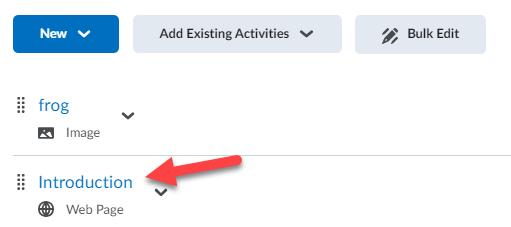 New Add Existing Activities Bulk Edit
frog
Image
Introduction
Web Page